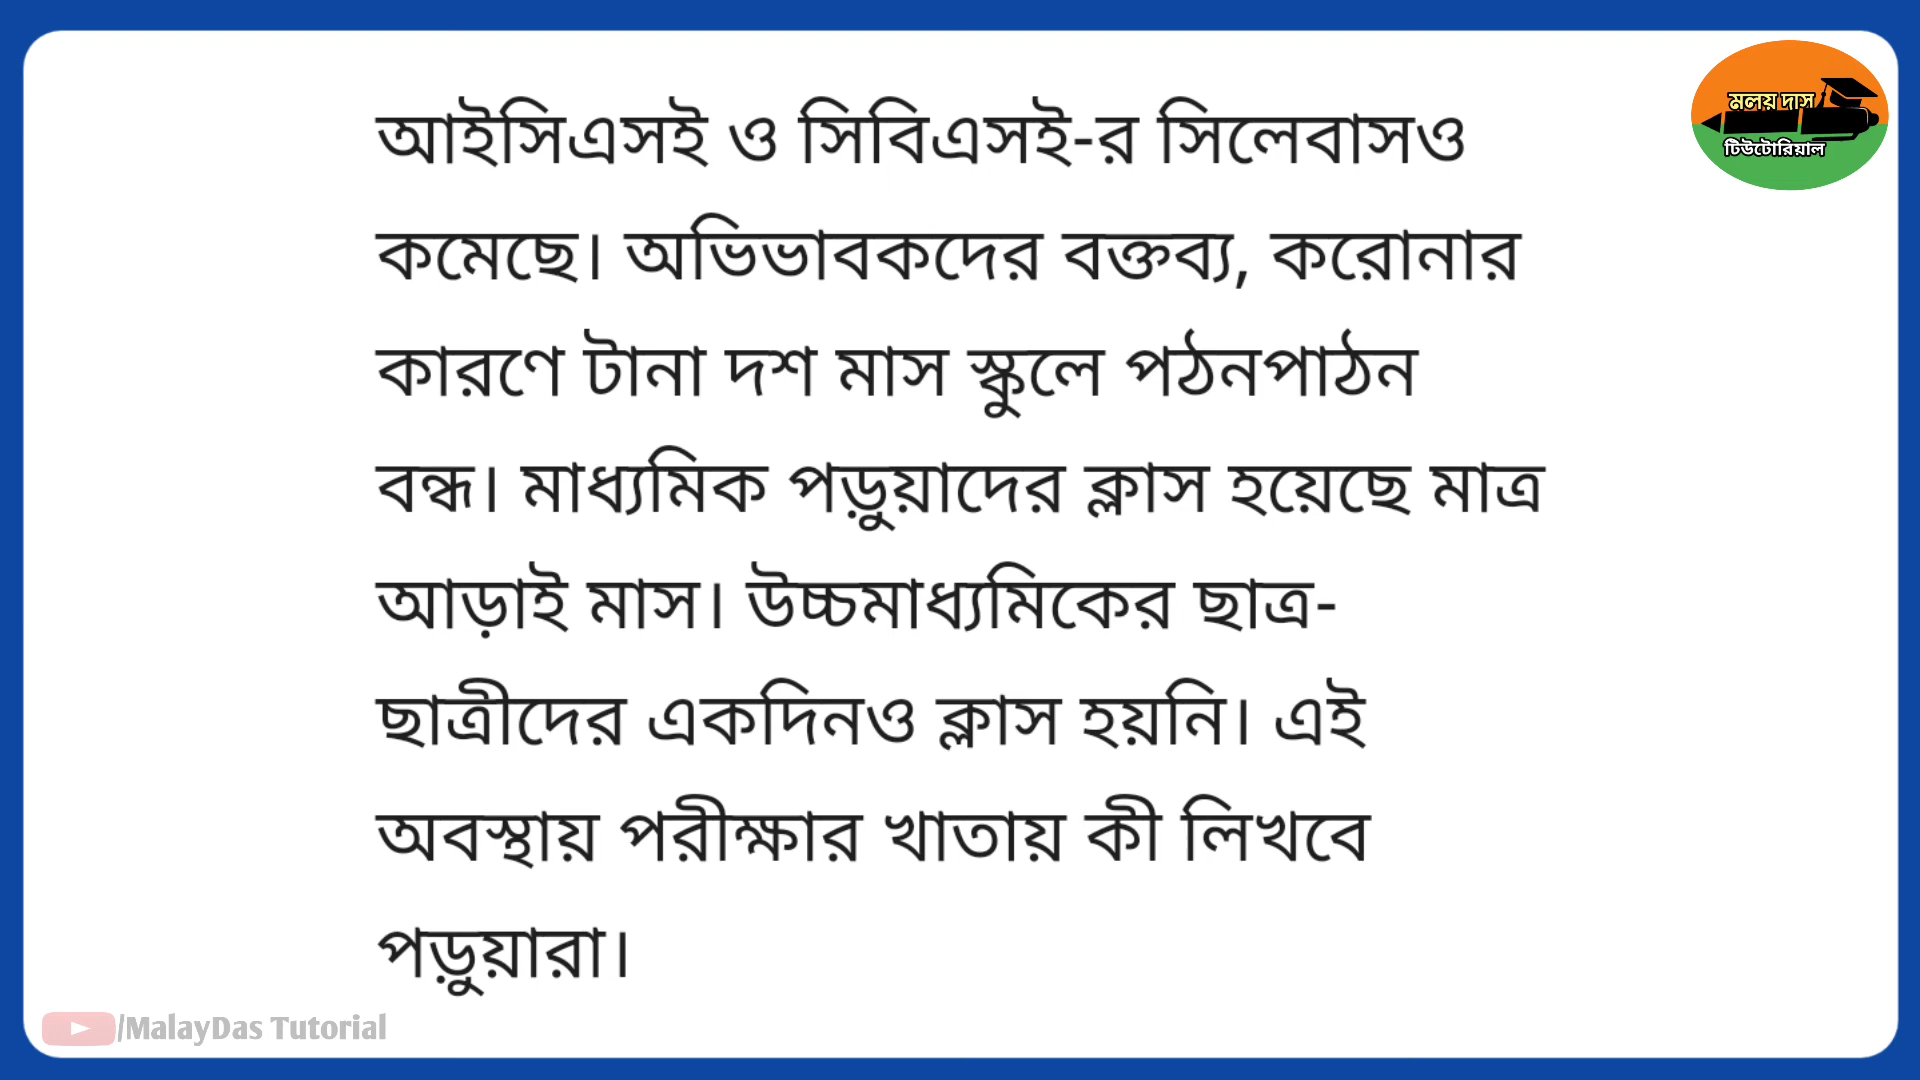 মলয় দাস
টিউটোরিয়াল
আইসিএসই ও সিবিএসই-র সিলেবাসও
কমেছে। অভিভাবকদের বক্তব্য, করোনার
কারণে টানা দশ মাস স্কুলে পঠনপাঠন
বন্ধ। মাধ্যমিক পড়ুয়াদের ক্লাস হয়েছে মাত্র
আড়াই মাস। উচ্চমাধ্যমিকের ছাত্র-
ছাত্রীদের একদিনও ক্লাস হয়নি। এই
অবস্থায় পরীক্ষার খাতায় কী লিখবে
পড়ুয়ারা।
/MalayDas Tutorial